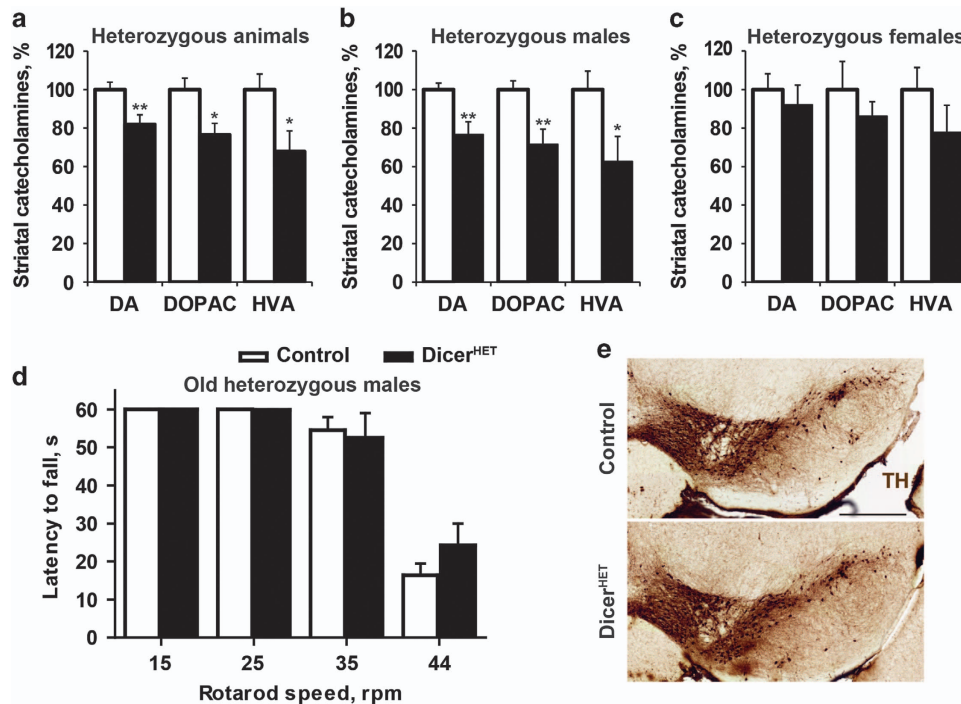 a
Heterozygous animals
Striatal catecholamines, %
120
100
80
60
40
20
0
**
*
*
DA DOPAC HVA
b
Heterozygous males
Striatal catecholamines, %
120
100
80
60
40
20
0
**
**
*
DA DOPAC HVA
c
Heterozygous females
Striatal catecholamines, %
120
100
80
60
40
20
0
DA DOPAC HVA
Control Dicer^HET
d
Old heterozygous males
Latency to fall, s
60
50
40
30
20
10
0
15 25 35 44
Rotarod speed, rpm
e
Control
TH
Dicer^HET